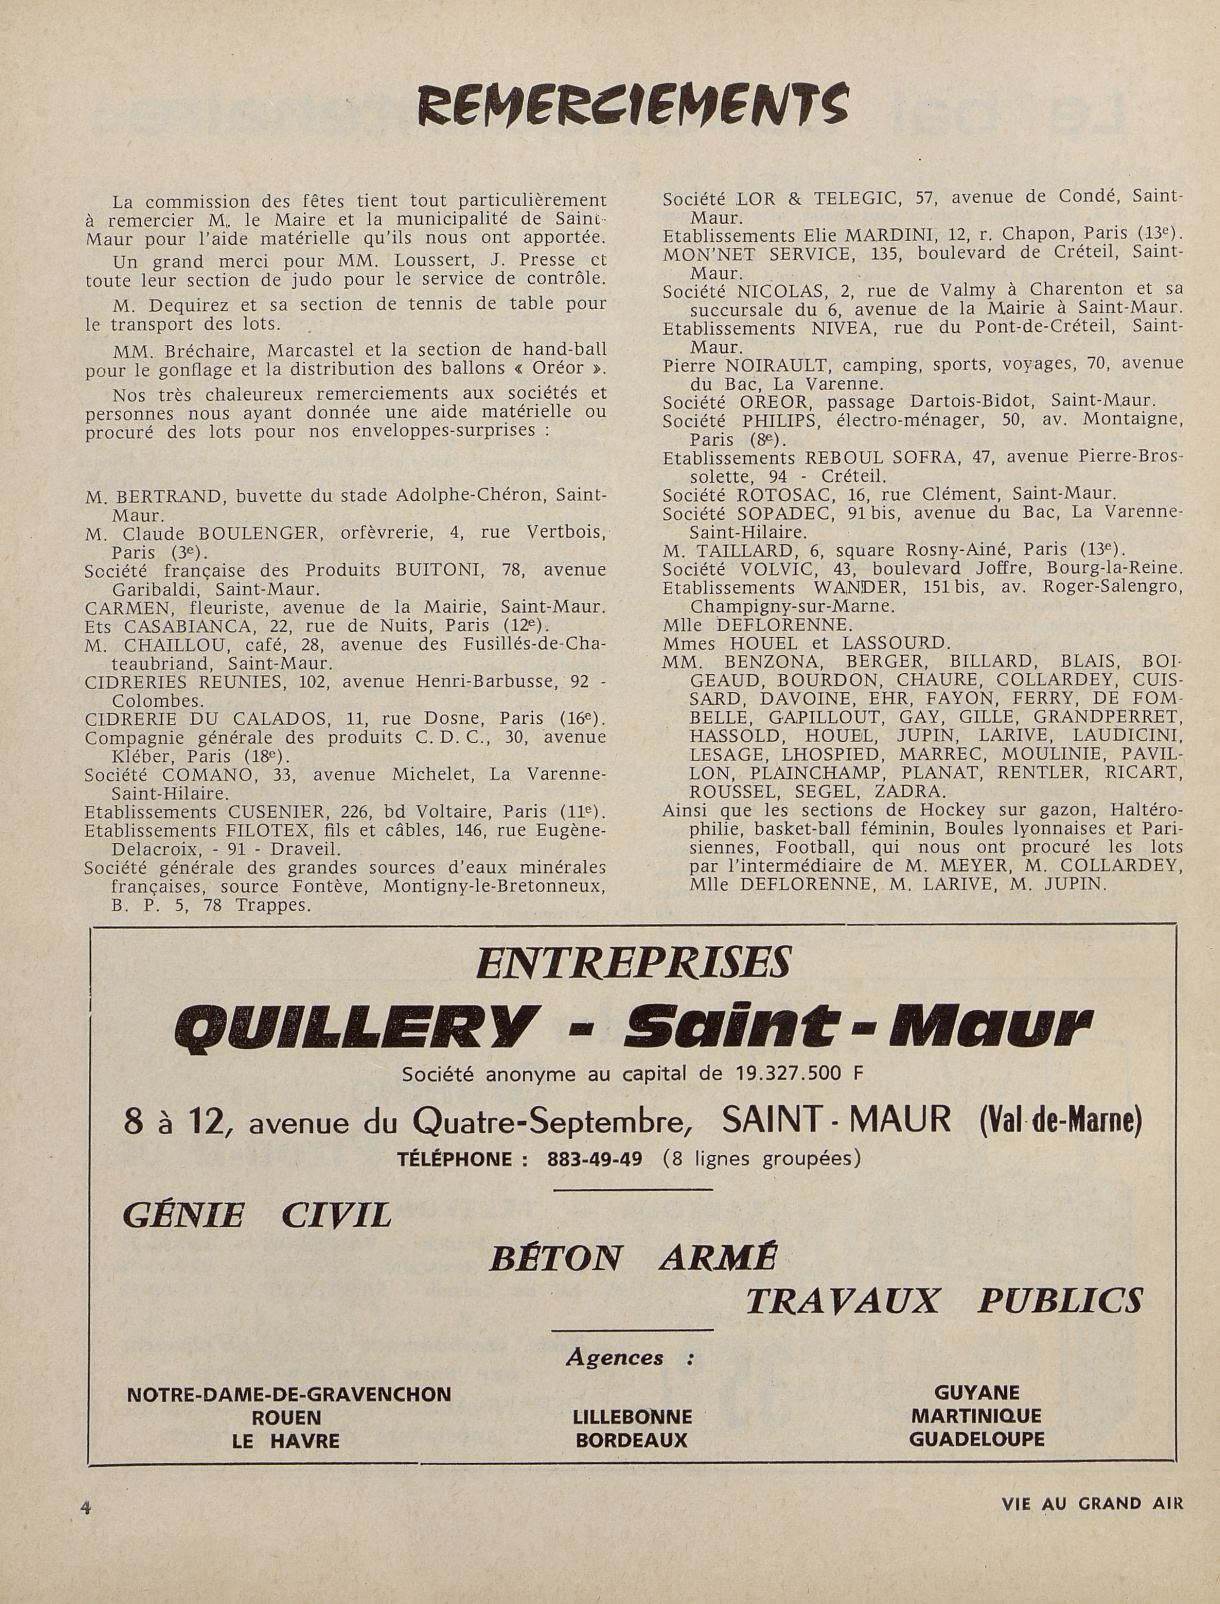 REMERCIEMENTS
La commission des fêtes tient tout particulièrement
à remercier M. le Maire et la municipalité de Saint-
Maur pour l'aide matérielle qu'ils nous ont apportée.
Un grand merci pour MM. Loussert, J. Presse et
toute leur section de judo pour le service de contrôle.
M. Dequirez et sa section de tennis de table pour
le transport des lots.
MM. Bréchaire, Marcastel et la section de hand-ball
pour le gonflage et la distribution des ballons « Oréor ».
Nos très chaleureux remerciements aux sociétés et
personnes nous ayant donnée une aide matérielle ou
procuré des lots pour nos enveloppes-surprises :
M. BERTRAND, buvette du stade Adolphe-Chéron, Saint-
Maur.
M. Claude BOULENGER, orfèvrerie, 4, rue Vertbois,
Paris (3e).
Société française des Produits BUITONI, 78, avenue
Garibaldi, Saint-Maur.
CARMEN, fleuriste, avenue de la Mairie, Saint-Maur.
Ets CASABIANCA, 22, rue de Nuits, Paris (12e).
M. CHAILLOU, café, 28, avenue des Fusillés-de-Cha-
teaubriand, Saint-Maur.
CIDRERIES REUNIES, 102, avenue Henri-Barbusse, 92 -
Colombes.
CIDRERIE DU CALADOS, 11, rue Dosne, Paris (16e).
Compagnie générale des produits C. D. C., 30, avenue
Kléber, Paris (18e).
Société COMANO, 33, avenue Michelet, La Varenne-
Saint-Hilaire.
Etablissements CUSENIER, 226, bd Voltaire, Paris (11e).
Etablissements FILOTEX, fils et câbles, 146, rue Eugène-
Delacroix, - 91 - Draveil.
Société générale des grandes sources d'eaux minérales
françaises, source Fontève, Montigny-le-Bretonneux,
B. P. 5, 78 Trappes.
Société LOR & TELEGIC, 57, avenue de Condé, Saint-
Maur.
Etablissements Elie MARDINI, 12, r. Chapon, Paris (13e).
MON'NET SERVICE, 135, boulevard de Créteil, Saint-
Maur.
Société NICOLAS, 2, rue de Valmy à Charenton et sa
succursale du 6, avenue de la Mairie à Saint-Maur.
Etablissements NIVEA, rue du Pont-de-Créteil, Saint-
Maur.
Pierre NOIRAULT, camping, sports, voyages, 70, avenue
du Bac, La Varenne.
Société OREOR, passage Dartois-Bidot, Saint-Maur.
Société PHILIPS, électro-ménager, 50, av. Montaigne,
Paris (8e).
Etablissements REBOUL SOFRA, 47, avenue Pierre-Bros-
solette, 94 - Créteil.
Société ROTOSAC, 16, rue Clément, Saint-Maur.
Société SOPADEC, 91 bis, avenue du Bac, La Varenne-
Saint-Hilaire.
M. TAILLARD, 6, square Rosny-Ainé, Paris (13e).
Société VOLVIC, 43, boulevard Joffre, Bourg-la-Reine.
Etablissements WANDER, 151 bis, av. Roger-Salengro,
Champigny-sur-Marne.
Mlle DEFLORENNE.
Mmes HOUEL et LASSOURD.
MM. BENZONA, BERGER, BILLARD, BLAIS, BOI-
GEAUD, BOURDON, CHAURE, COLLARDEY, CUIS-
SARD, DAVOINE, EHR, FAYON, FERRY, DE FOM-
BELLE, GAPILLOUT, GAY, GILLE, GRANDPERRET,
HASSOLD, HOUEL, JUPIN, LARIVE, LAUDICINI,
LESAGE, LHOSPIED, MARREC, MOULINIE, PAVIL-
LON, PLAINCHAMP, PLANAT, RENTLER, RICART,
ROUSSEL, SEGEL, ZADRA.
Ainsi que les sections de Hockey sur gazon, Haltéro-
philie, basket-ball féminin, Boules lyonnaises et Pari-
siennes, Football, qui nous ont procuré les lots
par l'intermédiaire de M. MEYER, M. COLLARDEY,
Mlle DEFLORENNE, M. LARIVE, M. JUPIN.
ENTREPRISES
QUILLERY - Saint-Maur
Société anonyme au capital de 19.327.500 F
8 à 12, avenue du Quatre-Septembre, SAINT-MAUR (Val-de-Marne)
TÉLÉPHONE : 883-49-49 (8 lignes groupées)
GÉNIE CIVIL
BÉTON ARMÉ
TRAVAUX PUBLICS
Agences :
NOTRE-DAME-DE-GRAVENCHON
ROUEN
LE HAVRE
LILLEBONNE
BORDEAUX
GUYANE
MARTINIQUE
GUADELOUPE
4
VIE AU GRAND AIR